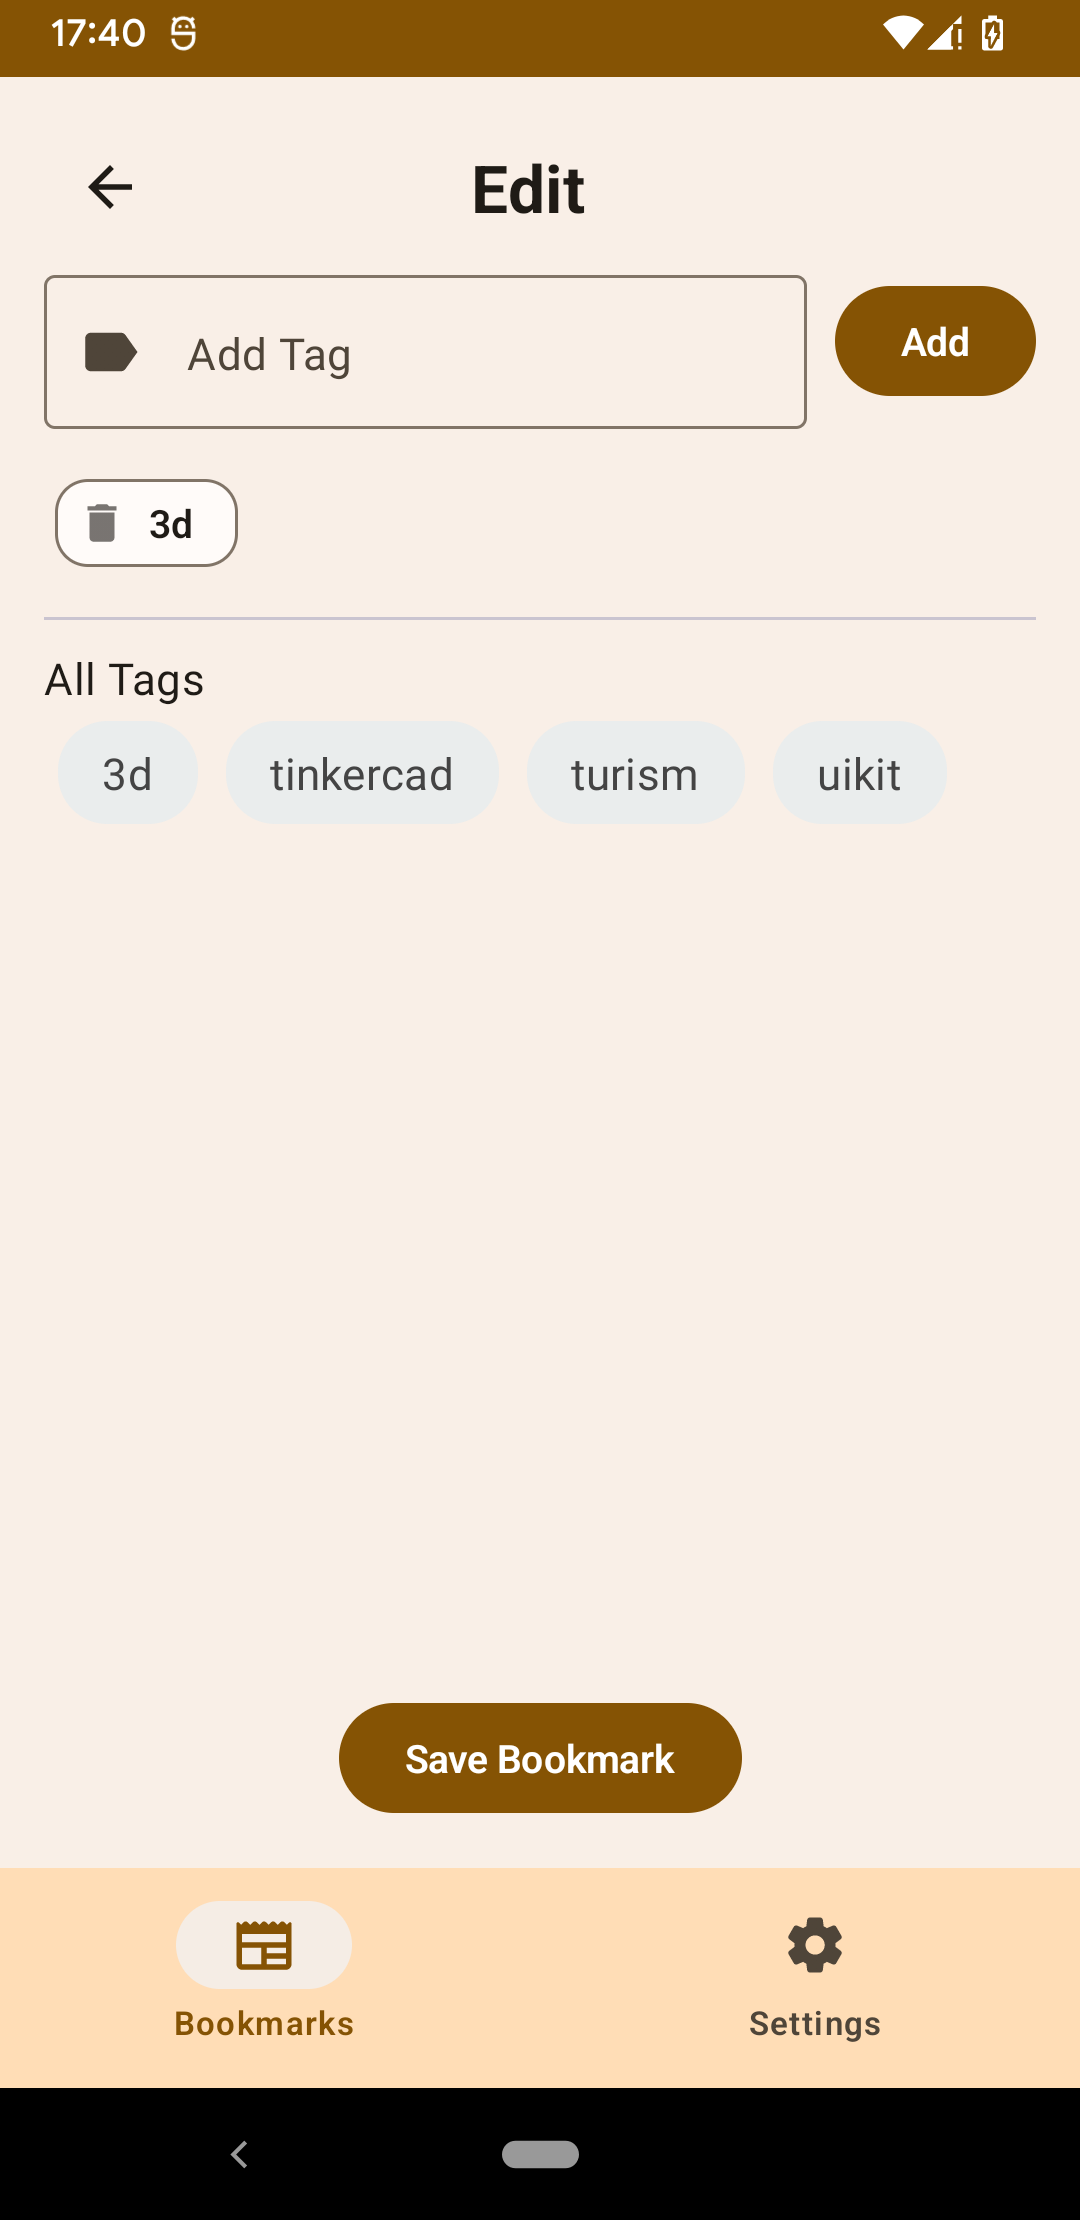 17:40
Edit
Add Tag
Add
3d
All Tags
3d tinkercad turism uikit
Save Bookmark
Bookmarks Settings